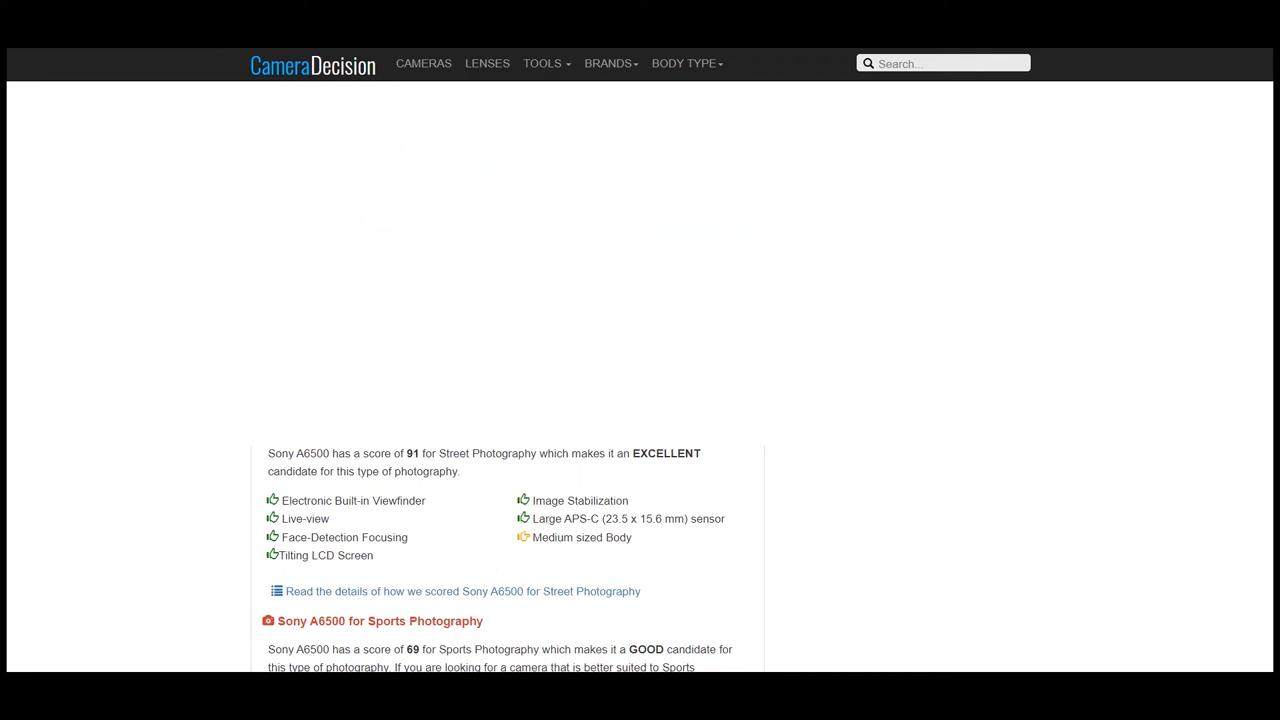 CameraDecision CAMERAS LENSES TOOLS BRANDS BODY TYPE Search...
Sony A6500 has a score of 91 for Street Photography which makes it an EXCELLENT
candidate for this type of photography.
Electronic Built-in Viewfinder
Live-view
Face-Detection Focusing
Tilting LCD Screen
Image Stabilization
Large APS-C (23.5 x 15.6 mm) sensor
Medium sized Body
Read the details of how we scored Sony A6500 for Street Photography
Sony A6500 for Sports Photography
Sony A6500 has a score of 69 for Sports Photography which makes it a GOOD candidate for
this type of photography. If you are looking for a camera that is better suited to Sports